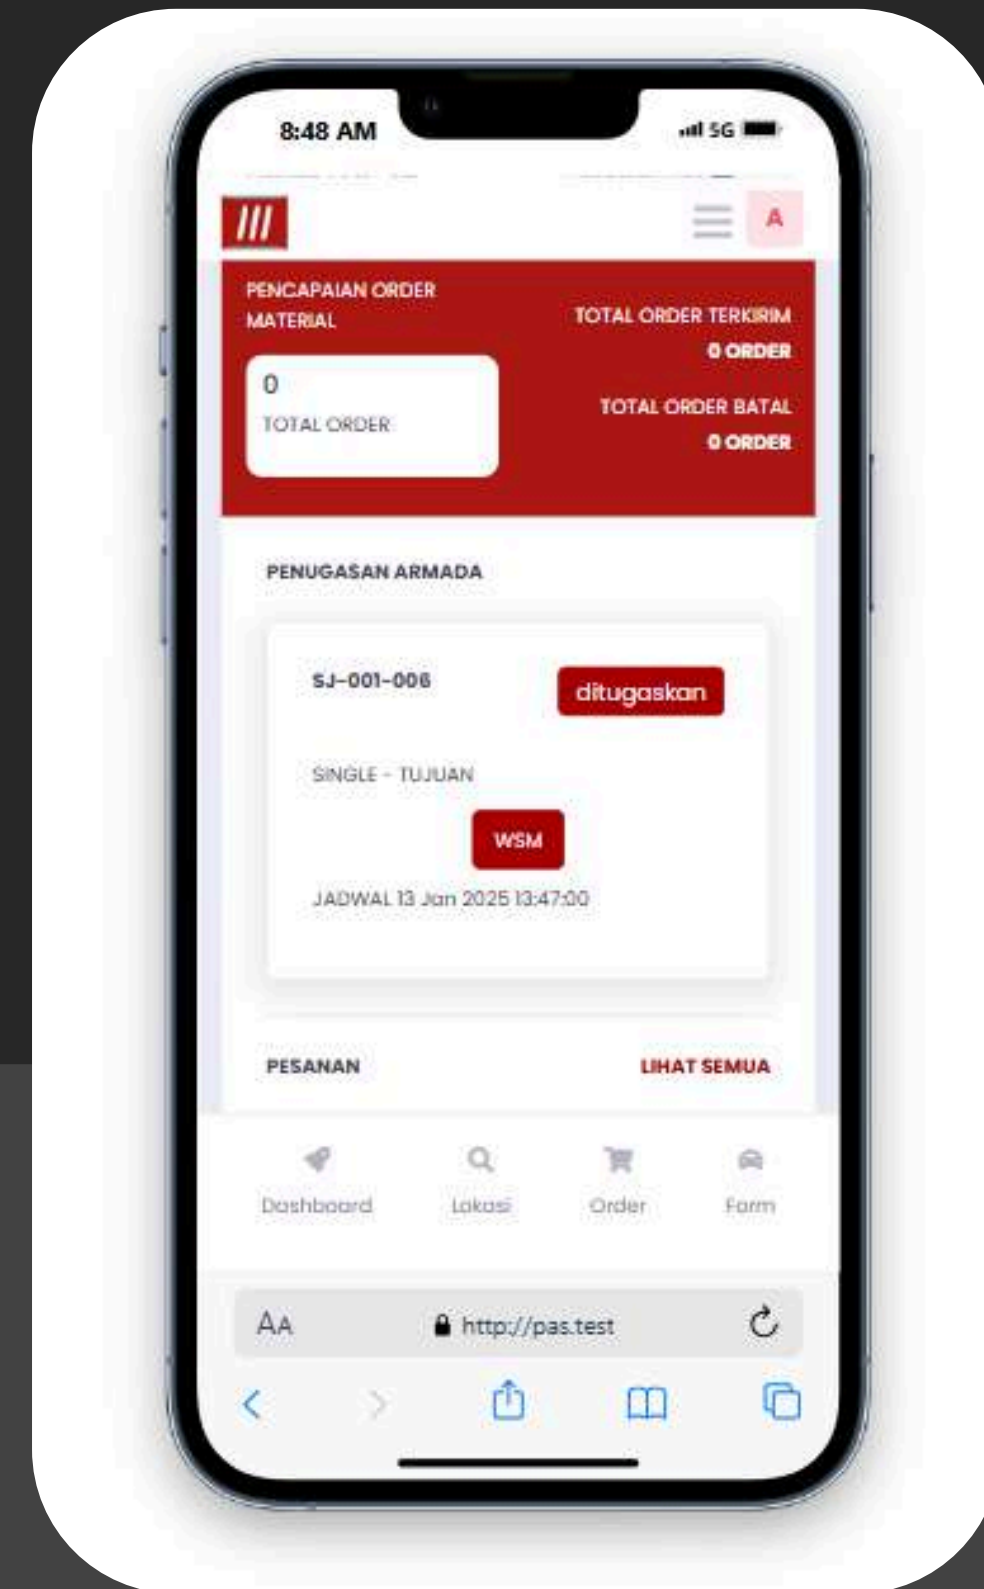 8:48 AM
5G
A
PENCAPAIAN ORDER
MATERIAL
TOTAL ORDER TERKIRIM
0 ORDER
0
TOTAL ORDER
TOTAL ORDER BATAL
0 ORDER
PENUGASAN ARMADA
SJ-001-006
ditugaskan
SINGLE - TUJUAN
WSM
JADWAL 13 Jan 2025 13:47:00
PESANAN
LIHAT SEMUA
Dashboard
Lokasi
Order
Farm
AA
http://pas.test